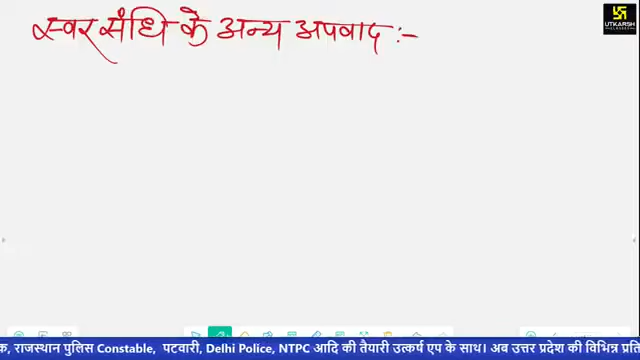 स्वर संधि के अन्य अपवाद :-
UTKARSH
CLASSES
क, राजस्थान पुलिस Constable, पटवारी, Delhi Police, NTPC आदि की तैयारी उत्कर्ष एप के साथ। अब उत्तर प्रदेश की विभिन्न प्रति